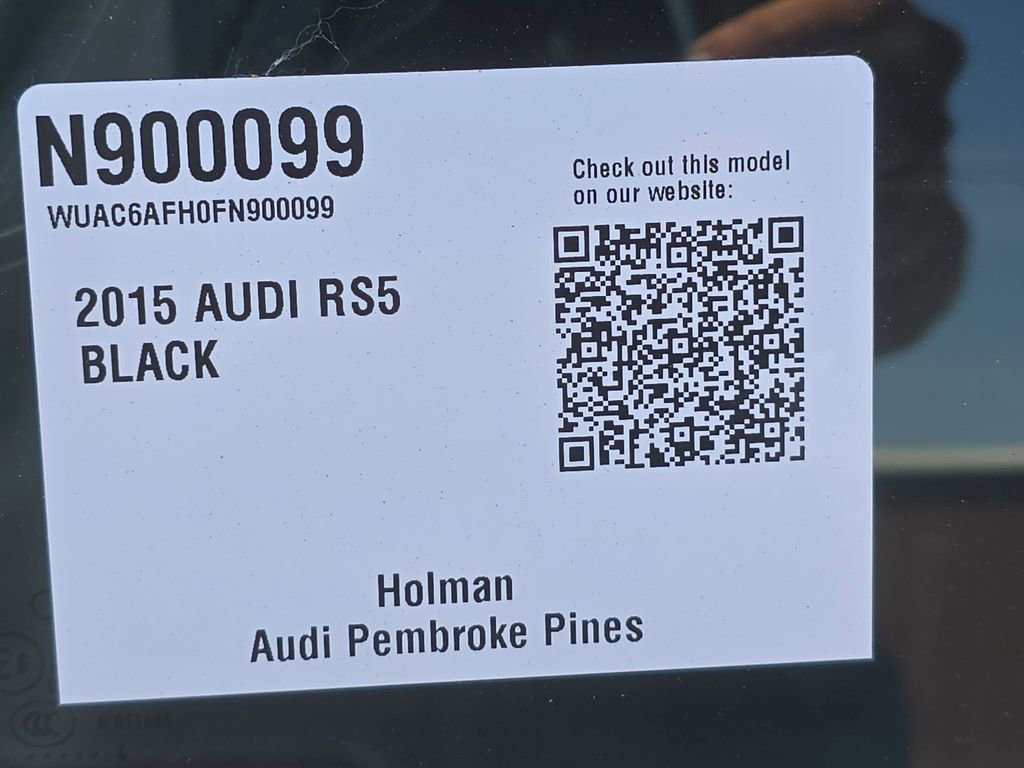 N900099
WUAC6AFH0FN900099
2015 AUDI RS5
BLACK
Check out this model
on our website:
Holman
Audi Pembroke Pines